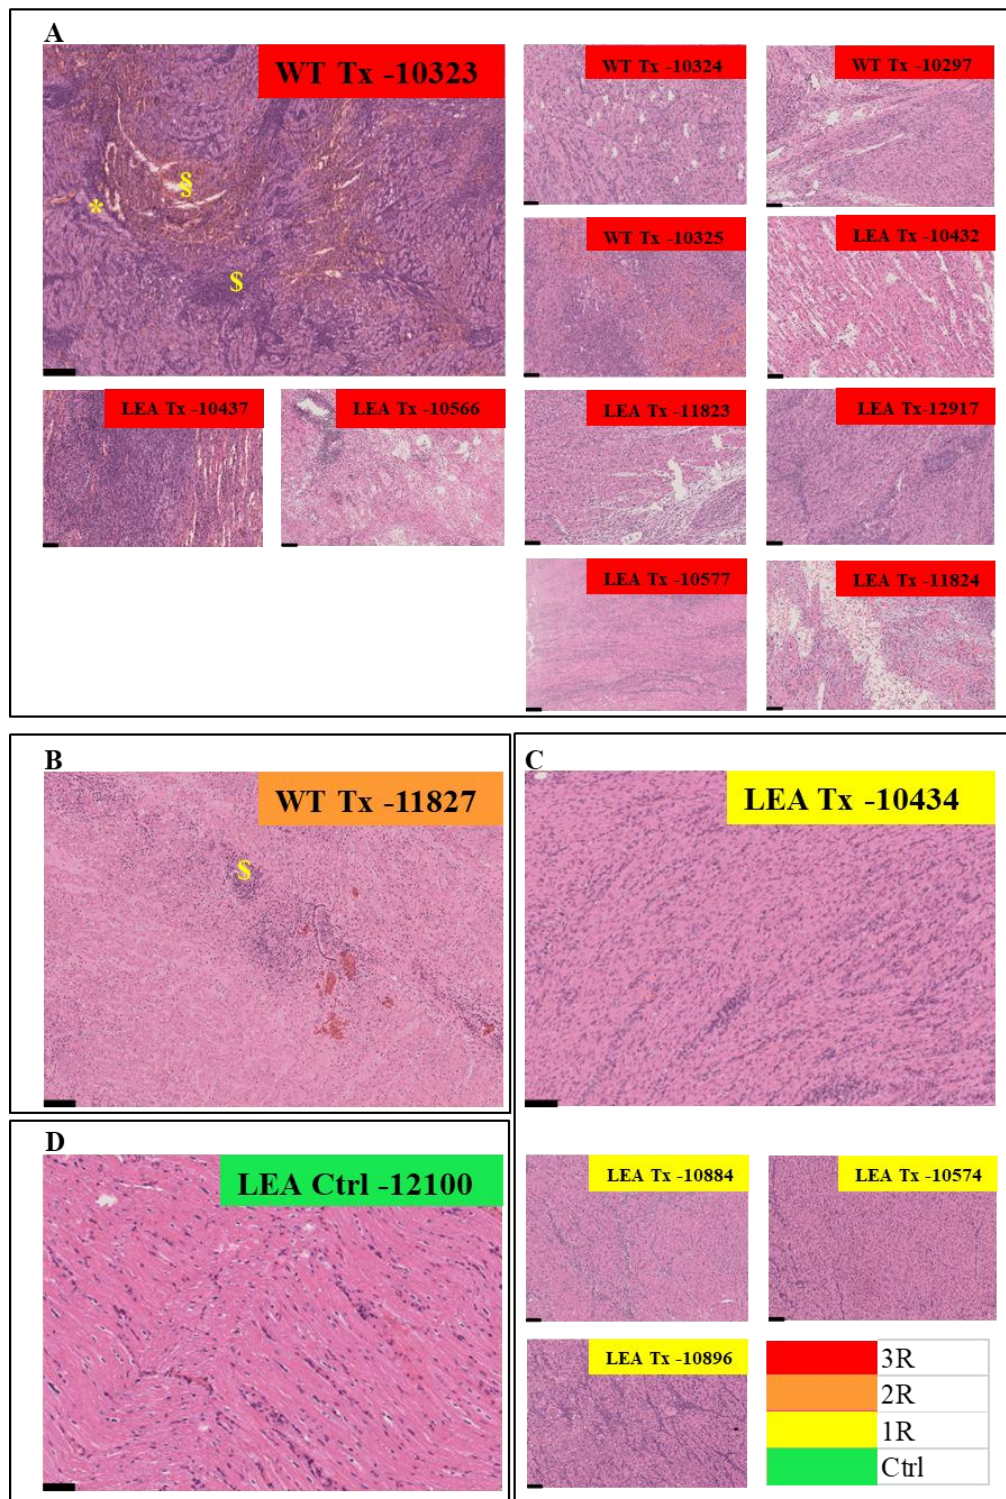 A
WT Tx -10323
§
*
$
WT Tx -10324
WT Tx -10297
WT Tx -10325
LEA Tx -10432
LEA Tx -10437
LEA Tx -10566
LEA Tx -11823
LEA Tx-12917
LEA Tx -10577
LEA Tx -11824
B
WT Tx -11827
$
C
LEA Tx -10434
D
LEA Ctrl -12100
LEA Tx -10884
LEA Tx -10574
LEA Tx -10896
3R
2R
1R
Ctrl